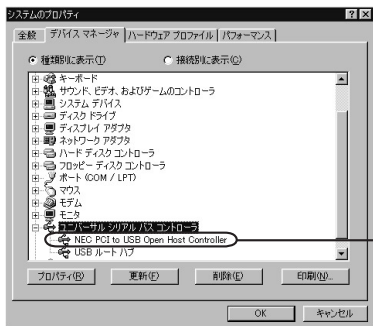 システムのプロパティ
全般 デバイス マネージャ ハードウェア プロファイル パフォーマンス
種類別に表示(T) 接続別に表示(C)
キーボード
サウンド、ビデオ、およびゲームのコントローラ
システム デバイス
ディスク ドライブ
ディスプレイ アダプタ
ネットワーク アダプタ
ハード ディスク コントローラ
フロッピー ディスク コントローラ
ポート (COM / LPT)
マウス
モデム
モニタ
ユニバーサル シリアル バス コントローラ
NEC PCI to USB Open Host Controller
USB ルート ハブ
プロパティ(R) 更新(F) 削除(E) 印刷(N)...
OK キャンセル